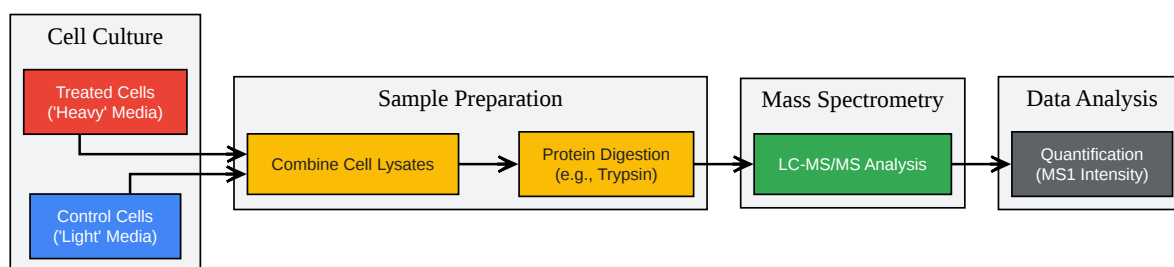 Cell Culture
Treated Cells
('Heavy' Media)
Control Cells
('Light' Media)
Sample Preparation
Combine Cell Lysates
Protein Digestion
(e.g., Trypsin)
Mass Spectrometry
LC-MS/MS Analysis
Data Analysis
Quantification
(MS1 Intensity)